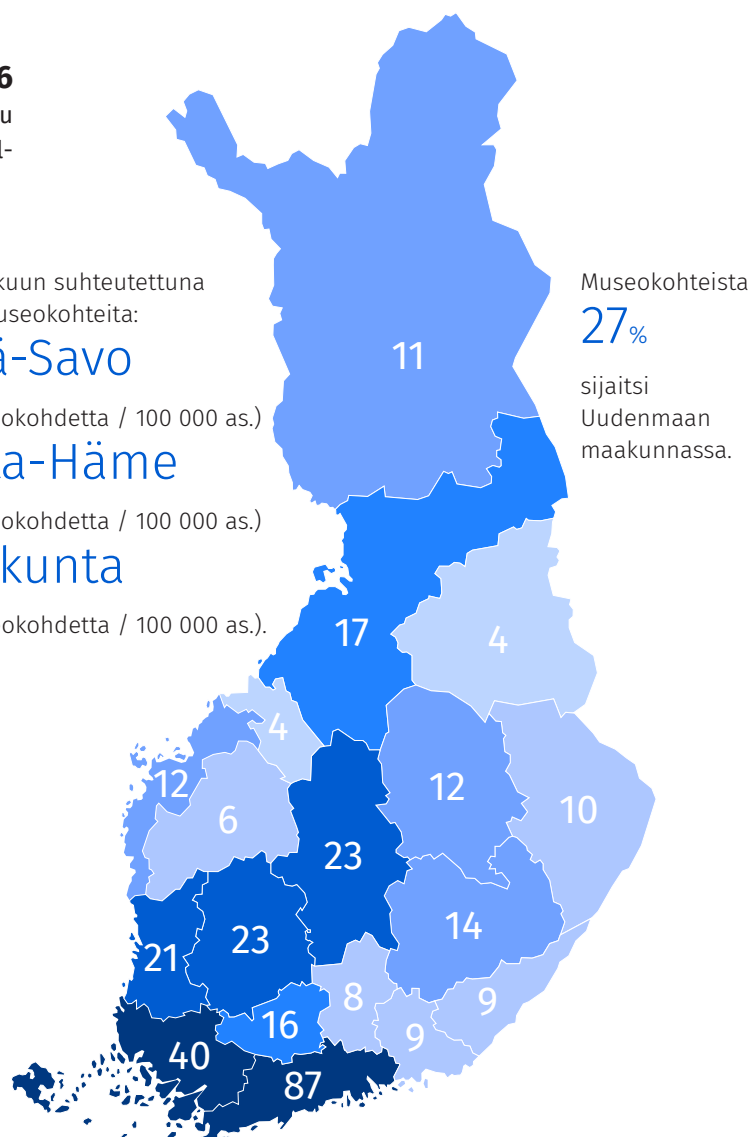 6
u
l-
kuun suhteutettuna
useokohteita:
ä-Savo
okohdetta / 100 000 as.)
a-Häme
okohdetta / 100 000 as.)
kunta
okohdetta / 100 000 as.).
Museokohteista
27%
sijaitsi
Uudenmaan
maakunnassa.
11
17
4
4
12
6
12
10
23
14
21
23
8
9
9
16
40
87